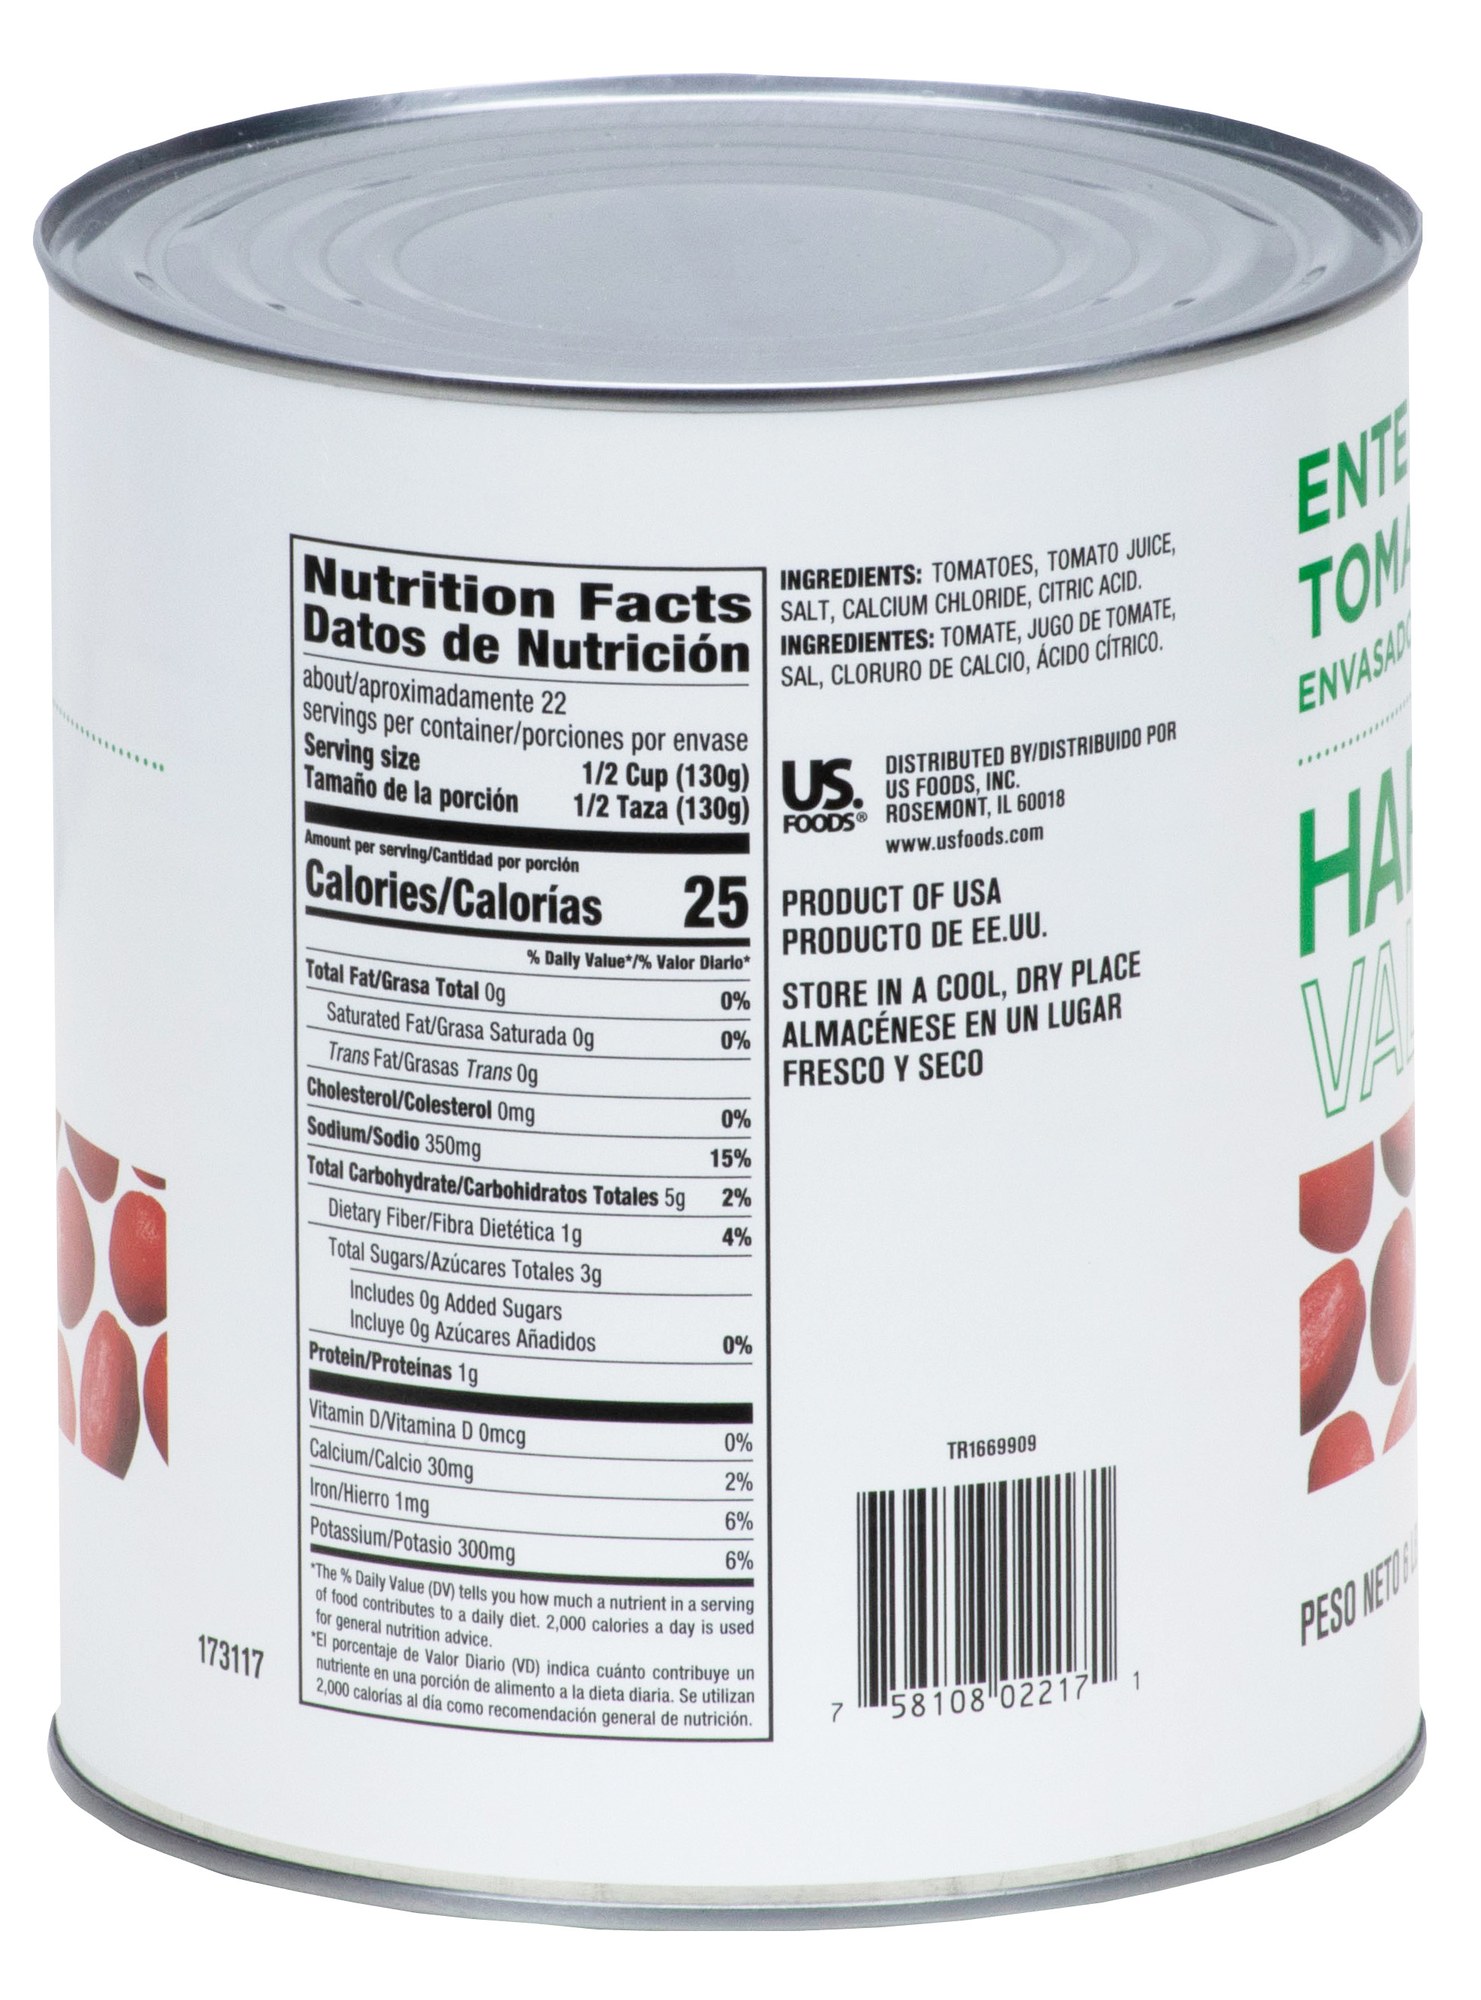 Nutrition Facts
Datos de Nutrición
about/aproximadamente 22
servings per container/porciones por envase
Serving size 1/2 Cup (130g)
Tamaño de la porción 1/2 Taza (130g)
Amount per serving/Cantidad por porción
Calories/Calorías 25
% Daily Value*/% Valor Diario*
Total Fat/Grasa Total 0g 0%
Saturated Fat/Grasa Saturada 0g 0%
Trans Fat/Grasas Trans 0g
Cholesterol/Colesterol 0mg 0%
Sodium/Sodio 350mg 15%
Total Carbohydrate/Carbohidratos Totales 5g 2%
Dietary Fiber/Fibra Dietética 1g 4%
Total Sugars/Azúcares Totales 3g
Includes 0g Added Sugars
Incluye 0g Azúcares Añadidos 0%
Protein/Proteínas 1g
Vitamin D/Vitamina D 0mcg 0%
Calcium/Calcio 30mg 2%
Iron/Hierro 1mg 6%
Potassium/Potasio 300mg 6%
*The % Daily Value (DV) tells you how much a nutrient in a serving
of food contributes to a daily diet. 2,000 calories a day is used
for general nutrition advice.
*El porcentaje de Valor Diario (VD) indica cuánto contribuye un
nutriente en una porción de alimento a la dieta diaria. Se utilizan
2,000 calorías al día como recomendación general de nutrición.
173117
INGREDIENTS: TOMATOES, TOMATO JUICE,
SALT, CALCIUM CHLORIDE, CITRIC ACID.
INGREDIENTES: TOMATE, JUGO DE TOMATE,
SAL, CLORURO DE CALCIO, ÁCIDO CÍTRICO.
US.
FOODS®
DISTRIBUTED BY/DISTRIBUIDO POR
US FOODS, INC.
ROSEMONT, IL 60018
www.usfoods.com
PRODUCT OF USA
PRODUCTO DE EE.UU.
STORE IN A COOL, DRY PLACE
ALMACÉNESE EN UN LUGAR
FRESCO Y SECO
TR1669909
7 58108 02217 1
ENTE
TOMA
ENVASADO
HAR
VAL
PESO NETO 6 LB